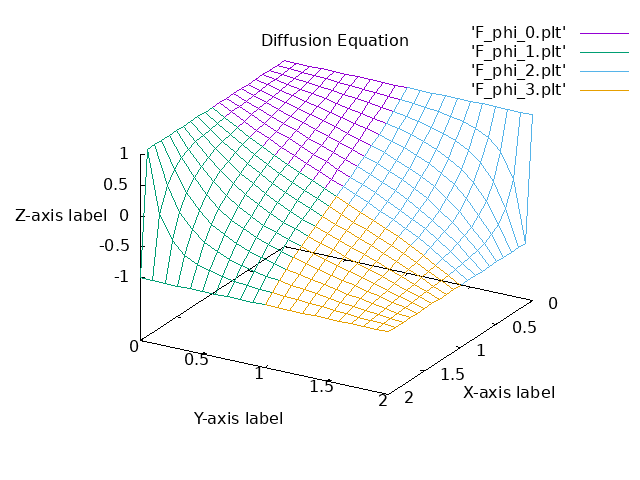 Diffusion Equation
'F_phi_0.plt'
'F_phi_1.plt'
'F_phi_2.plt'
'F_phi_3.plt'
1
0.5
Z-axis label 0
-0.5
-1
0
0.5
1
1.5
2
Y-axis label
0
0.5
1
1.5
2
X-axis label